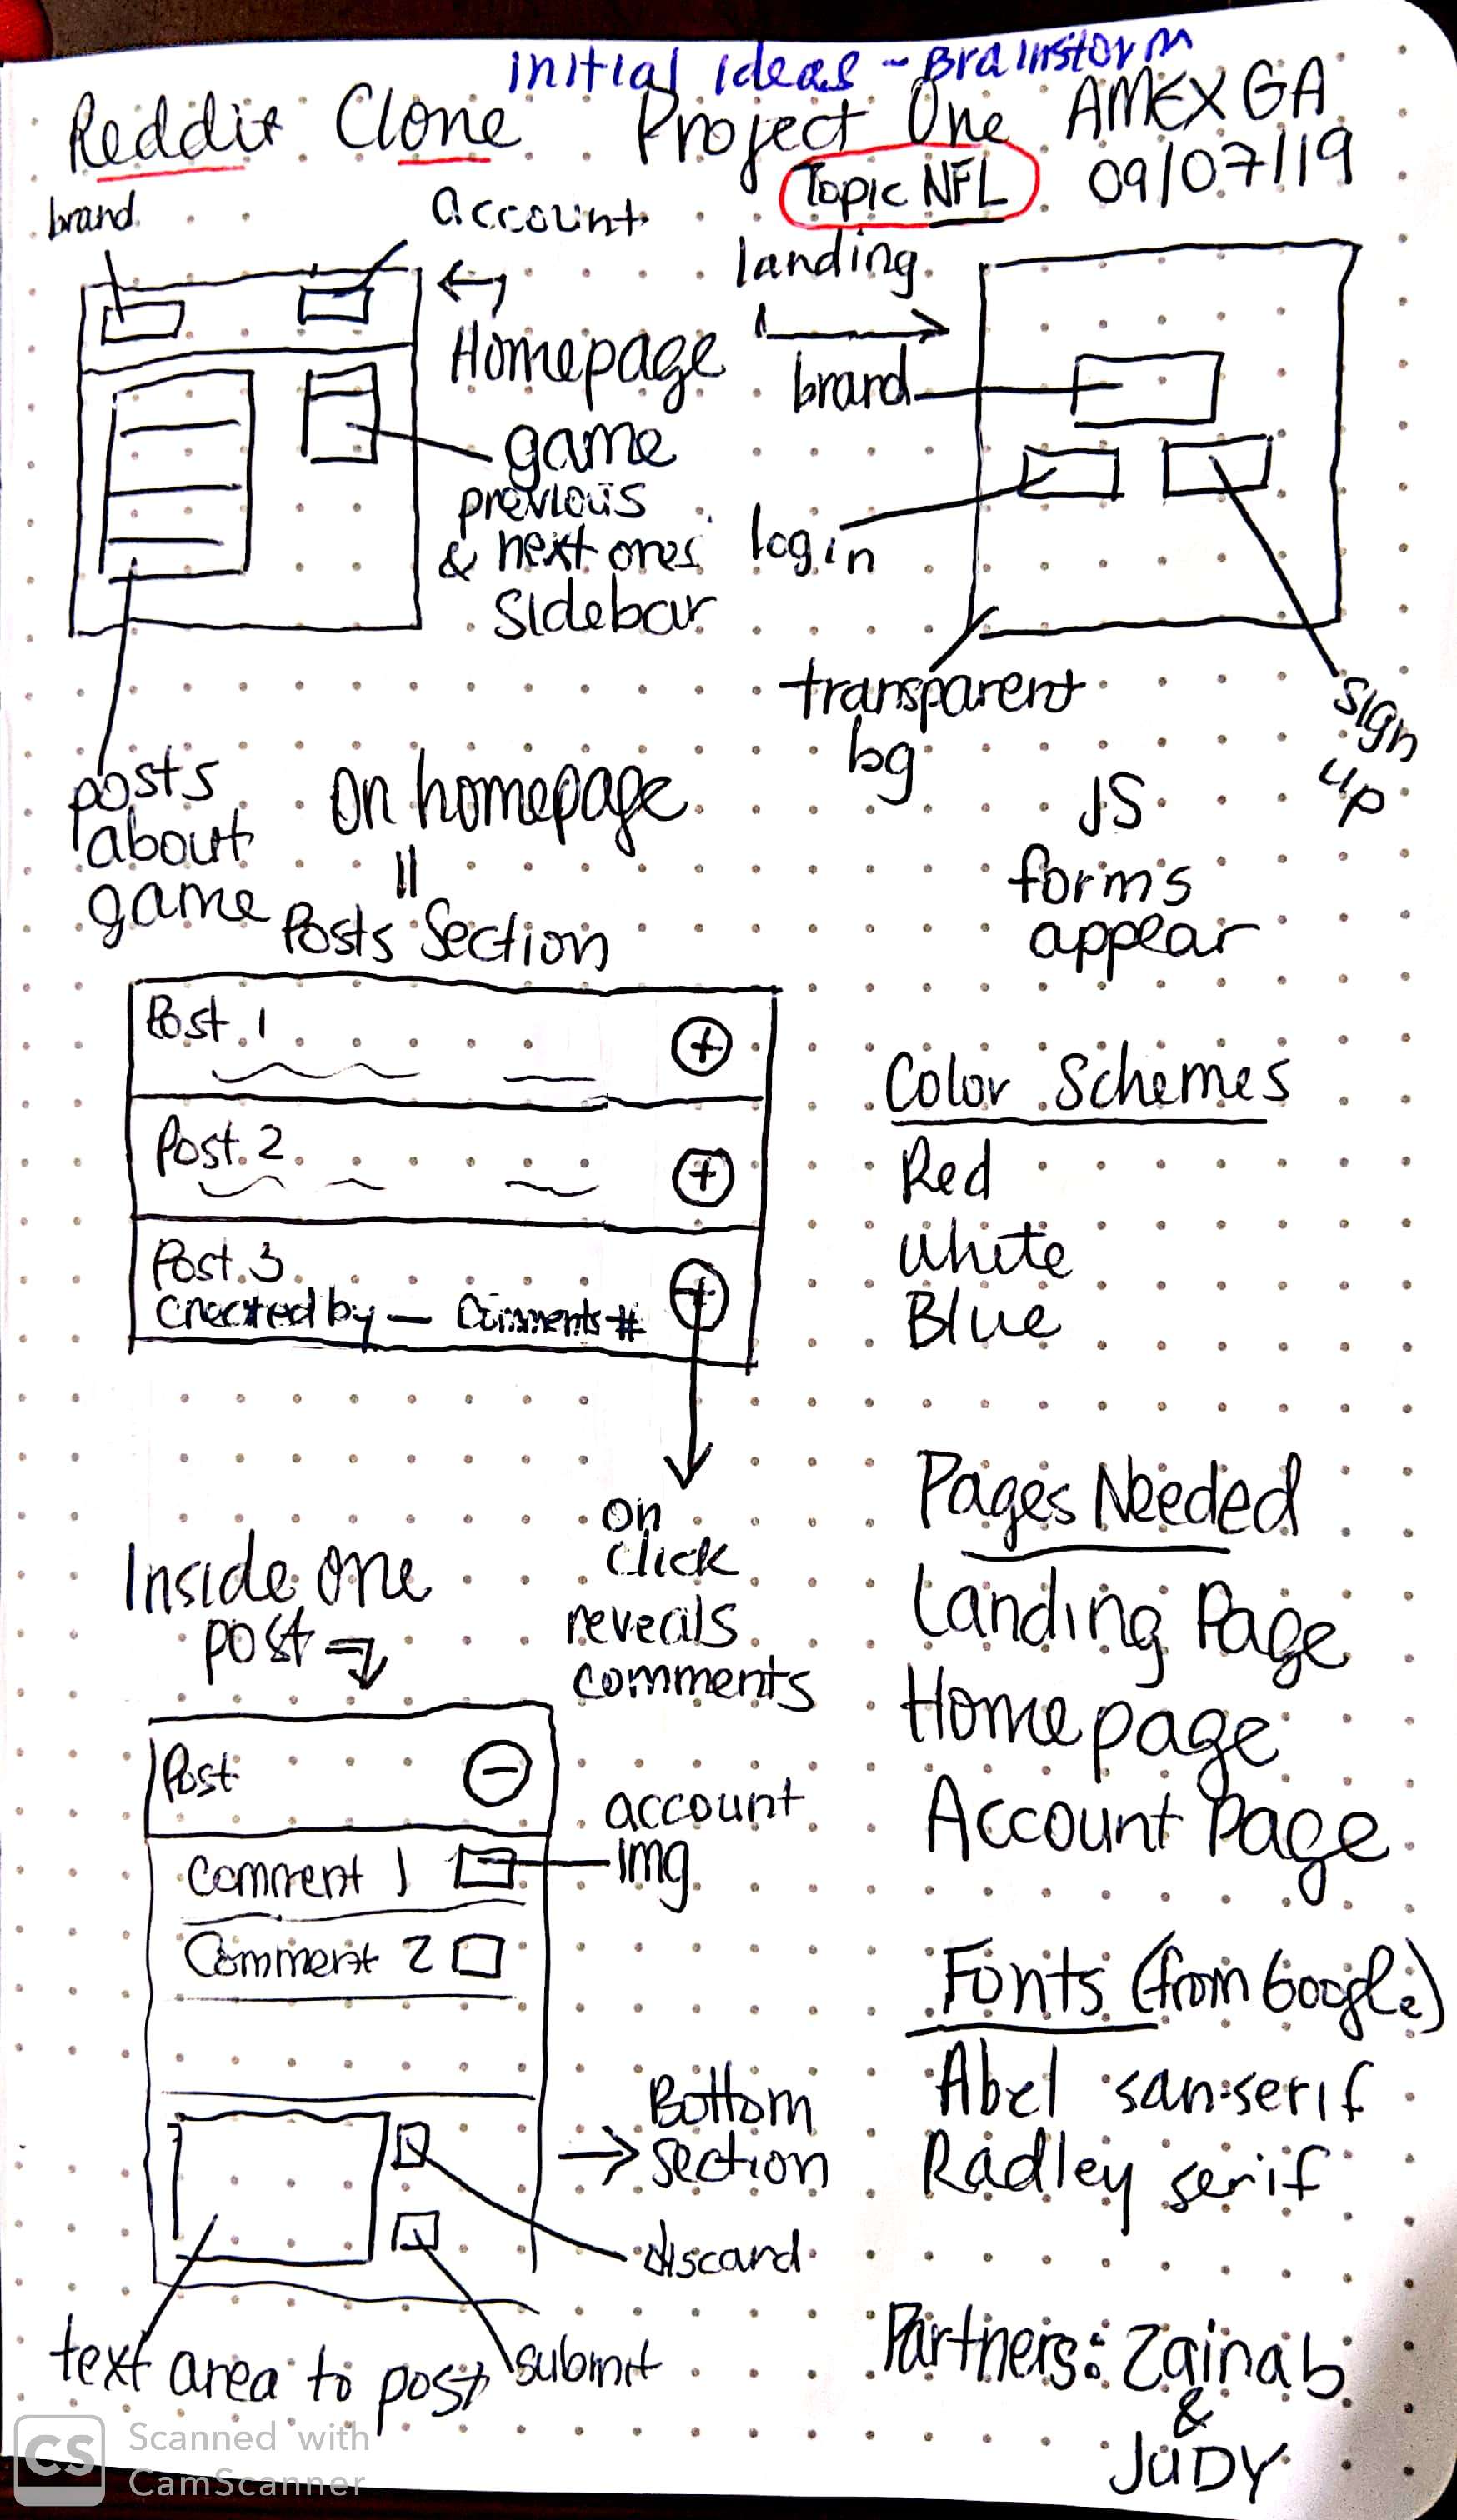 initial ideas - Brainstorm
Reddit Clone Project One AMEX GA
Topic NFL 09/07/19
brand
account
Homepage
game
previous
& next ones
sidebar
posts
about
game
landing
brand
login
transparent
bg
sign
up
JS
forms
appear
On homepage
Posts Section
Post 1
Post 2
Post 3
Created by — Comments #
on
click
reveals
comments
Color Schemes
Red
White
Blue
Pages Needed
Landing Page
Homepage
Account Page
Inside one
post
Post
Comment 1
account
img
Comment 2
Bottom
section
discard
submit
text area to post
Fonts (from Google)
Abel san-serif
Radley serif
Partners: Zainab
&
JUDY
CS
Scanned with
CamScanner